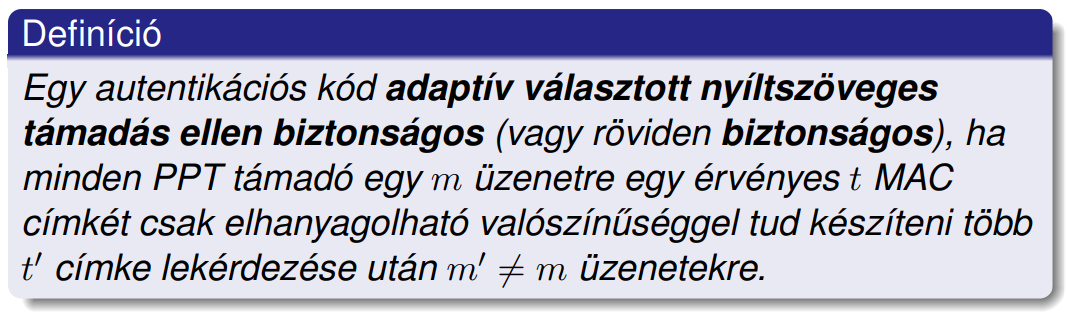 Definíció
Egy autentikációs kód adaptív választott nyíltszöveges
támadás ellen biztonságos (vagy röviden biztonságos), ha
minden PPT támadó egy m üzenetre egy érvényes t MAC
címkét csak elhanyagolható valószínűséggel tud készíteni több
t′ címke lekérdezése után m′ ≠ m üzenetekre.